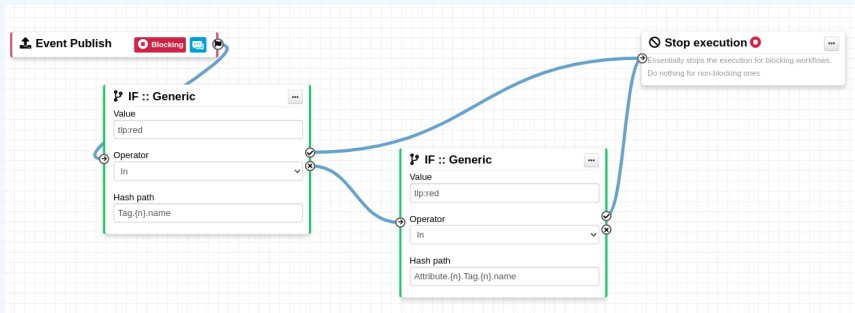 Event Publish
Blocking
Stop execution
Essentially stops the execution for blocking workflows.
Do nothing for non-blocking ones
IF :: Generic
Value
tlp:red
Operator
In
Hash path
Tag.{n}.name
IF :: Generic
Value
tlp:red
Operator
In
Hash path
Attribute.{n}.Tag.{n}.name